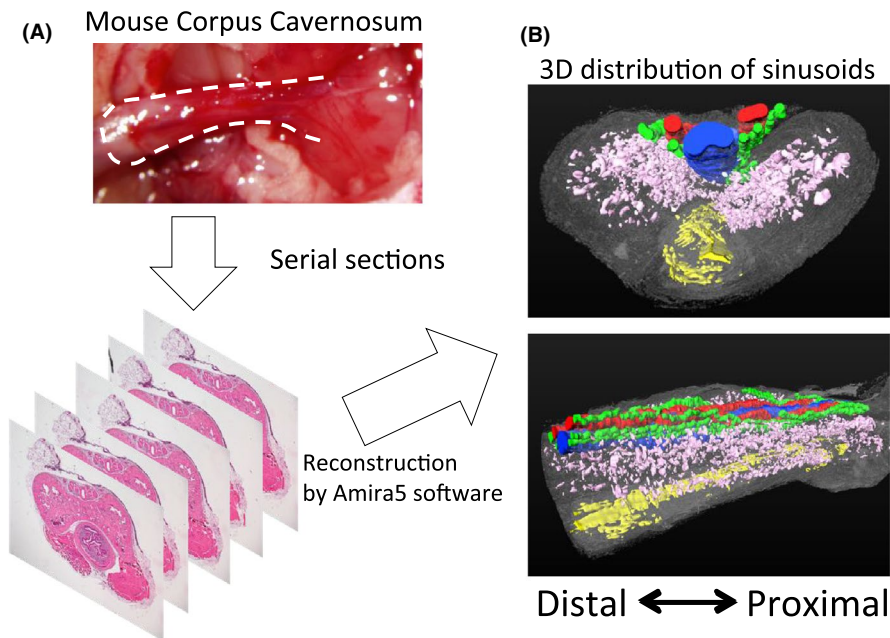 (A)
Mouse Corpus Cavernosum
Serial sections
Reconstruction
by Amira5 software
(B)
3D distribution of sinusoids
Distal
Proximal